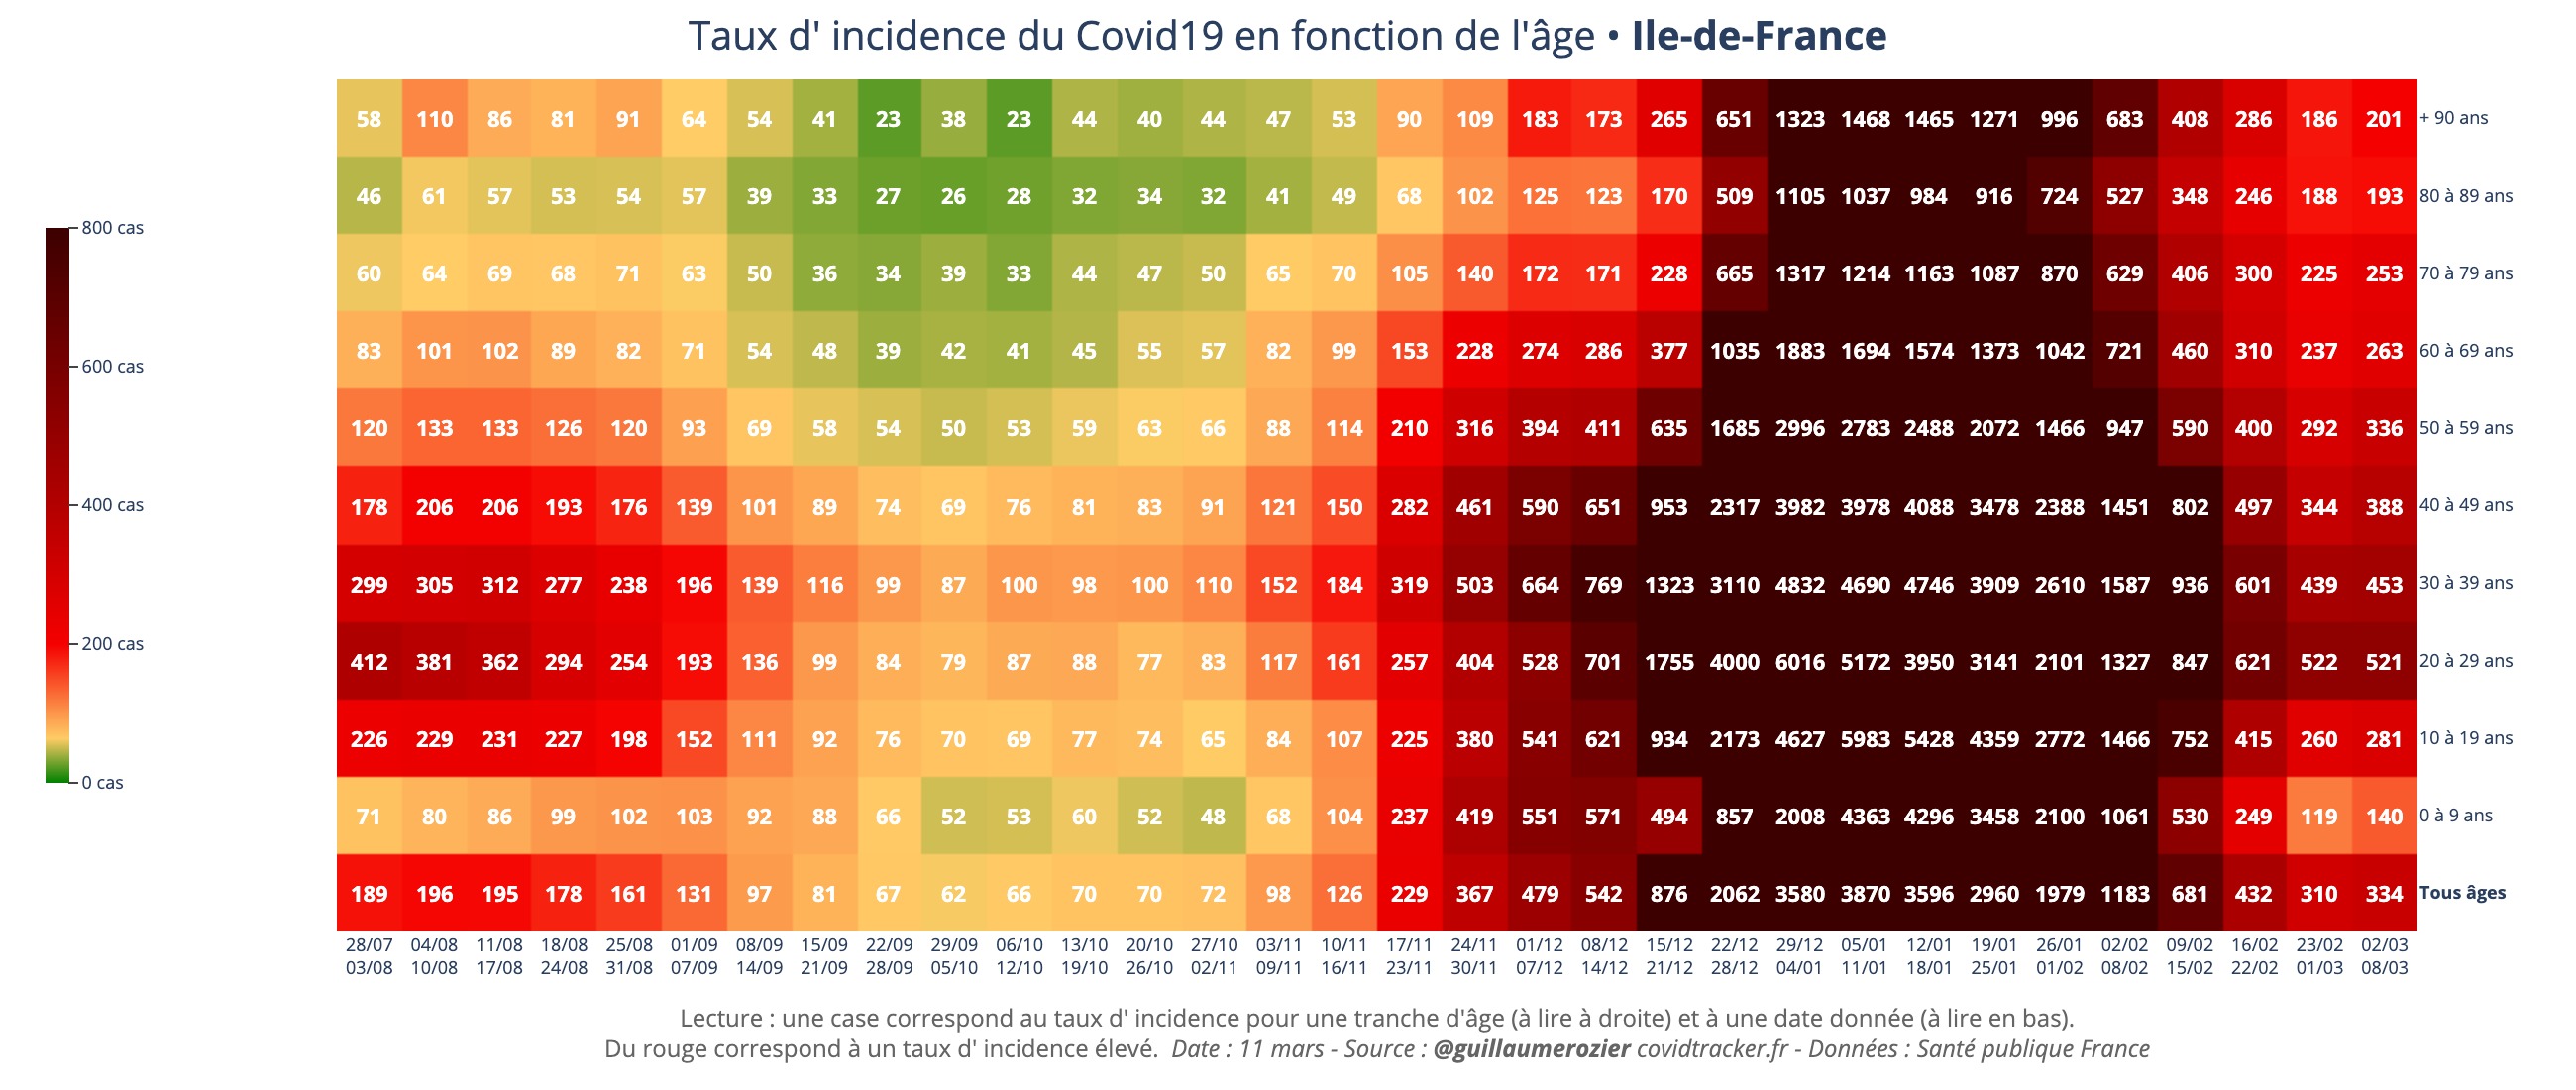 Taux d' incidence du Covid19 en fonction de l'âge • Ile-de-France
58 110 86 81 91 64 54 41 23 38 23 44 40 44 47 53 90 109 183 173 265 651 1323 1468 1465 1271 996 683 408 286 186 201 + 90 ans
46 61 57 53 54 57 39 33 27 26 28 32 34 32 41 49 68 102 125 123 170 509 1105 1037 984 916 724 527 348 246 188 193 80 à 89 ans
800 cas
60 64 69 68 71 63 50 36 34 39 33 44 47 50 65 70 105 140 172 171 228 665 1317 1214 1163 1087 870 629 406 300 225 253 70 à 79 ans
83 101 102 89 82 71 54 48 39 42 41 45 55 57 82 99 153 228 274 286 377 1035 1883 1694 1574 1373 1042 721 460 310 237 263 60 à 69 ans
600 cas
120 133 133 126 120 93 69 58 54 50 53 59 63 66 88 114 210 316 394 411 635 1685 2996 2783 2488 2072 1466 947 590 400 292 336 50 à 59 ans
400 cas
178 206 206 193 176 139 101 89 74 69 76 81 83 91 121 150 282 461 590 651 953 2317 3982 3978 4088 3478 2388 1451 802 497 344 388 40 à 49 ans
299 305 312 277 238 196 139 116 99 87 100 98 100 110 152 184 319 503 664 769 1323 3110 4832 4690 4746 3909 2610 1587 936 601 439 453 30 à 39 ans
200 cas
412 381 362 294 254 193 136 99 84 79 87 88 77 83 117 161 257 404 528 701 1755 4000 6016 5172 3950 3141 2101 1327 847 621 522 521 20 à 29 ans
226 229 231 227 198 152 111 92 76 70 69 77 74 65 84 107 225 380 541 621 934 2173 4627 5983 5428 4359 2772 1466 752 415 260 281 10 à 19 ans
0 cas
71 80 86 99 102 103 92 88 66 52 53 60 52 48 68 104 237 419 551 571 494 857 2008 4363 4296 3458 2100 1061 530 249 119 140 0 à 9 ans
189 196 195 178 161 131 97 81 67 62 66 70 70 72 98 126 229 367 479 542 876 2062 3580 3870 3596 2960 1979 1183 681 432 310 334 Tous âges
28/07 04/08 11/08 18/08 25/08 01/09 08/09 15/09 22/09 29/09 06/10 13/10 20/10 27/10 03/11 10/11 17/11 24/11 01/12 08/12 15/12 22/12 29/12 05/01 12/01 19/01 26/01 02/02 09/02 16/02 23/02 02/03
03/08 10/08 17/08 24/08 31/08 07/09 14/09 21/09 28/09 05/10 12/10 19/10 26/10 02/11 09/11 16/11 23/11 30/11 07/12 14/12 21/12 28/12 04/01 11/01 18/01 25/01 01/02 08/02 15/02 22/02 01/03 08/03
Lecture : une case correspond au taux d' incidence pour une tranche d'âge (à lire à droite) et à une date donnée (à lire en bas).
Du rouge correspond à un taux d' incidence élevé. Date : 11 mars - Source : @guillaumerozier covidtracker.fr - Données : Santé publique France